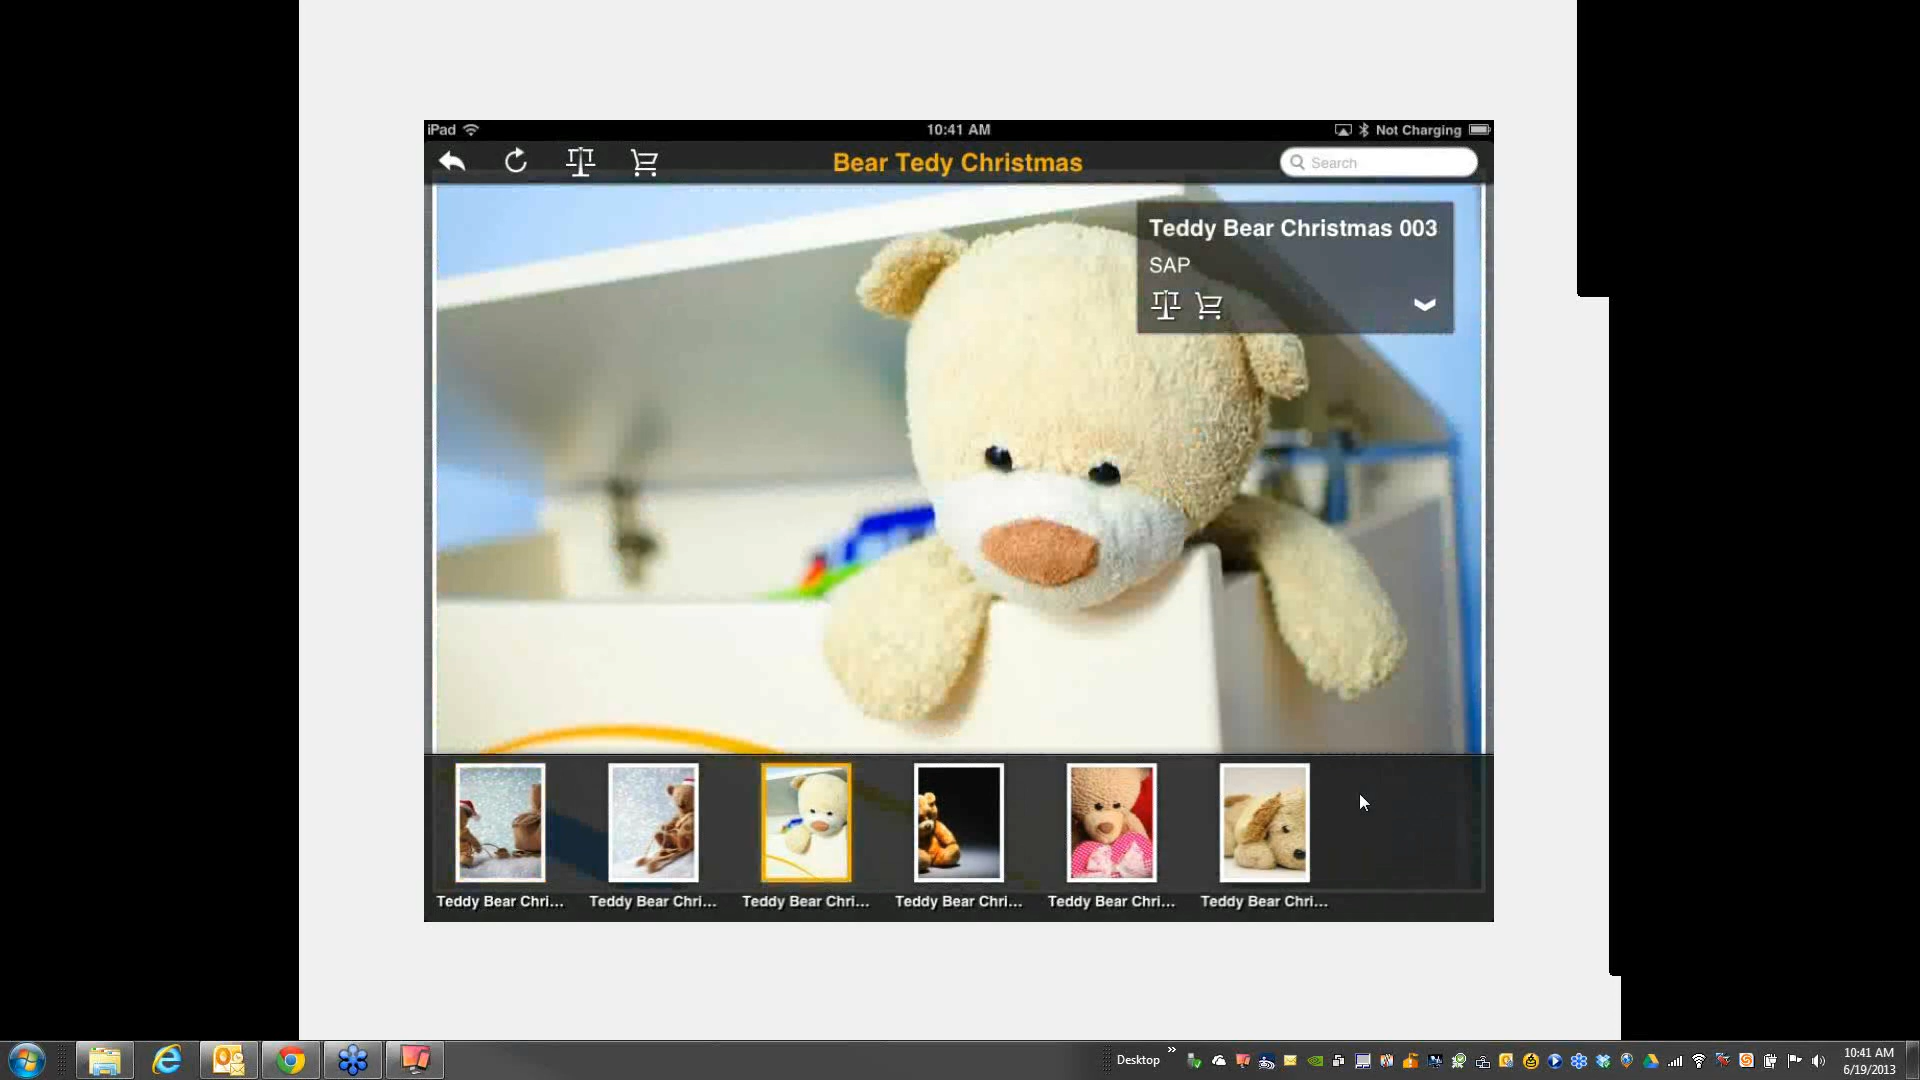 iPad
10:41 AM
Not Charging
Bear Tedy Christmas
Search
Teddy Bear Christmas 003
SAP
Teddy Bear Chri...
Teddy Bear Chri...
Teddy Bear Chri...
Teddy Bear Chri...
Teddy Bear Chri...
Teddy Bear Chri...
Desktop
10:41 AM
6/19/2013